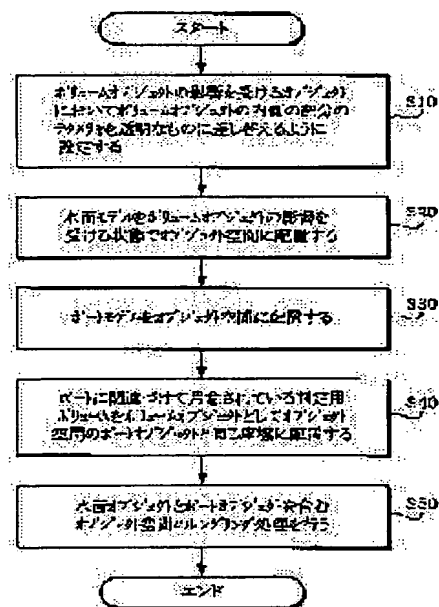 スタート
ボリュームオブジェクトの影響を受けるオブジェクト
においてボリュームオブジェクトの内側の部分の
テクスチャを透明なものに差し替えるように
設定する
S10
水面モデルをボリュームオブジェクトの影響を
受ける状態でオブジェクト空間に配置する
S20
ボートモデルをオブジェクト空間に配置する
S30
ボートに関連づけて用意されている判定用
ボリュームをボリュームオブジェクトとしてオブジェクト
空間のボートオブジェクトと同じ座標に配置する
S40
水面オブジェクトとボートオブジェクトを含む
オブジェクト空間にレンダリング処理を行う
S50
エンド